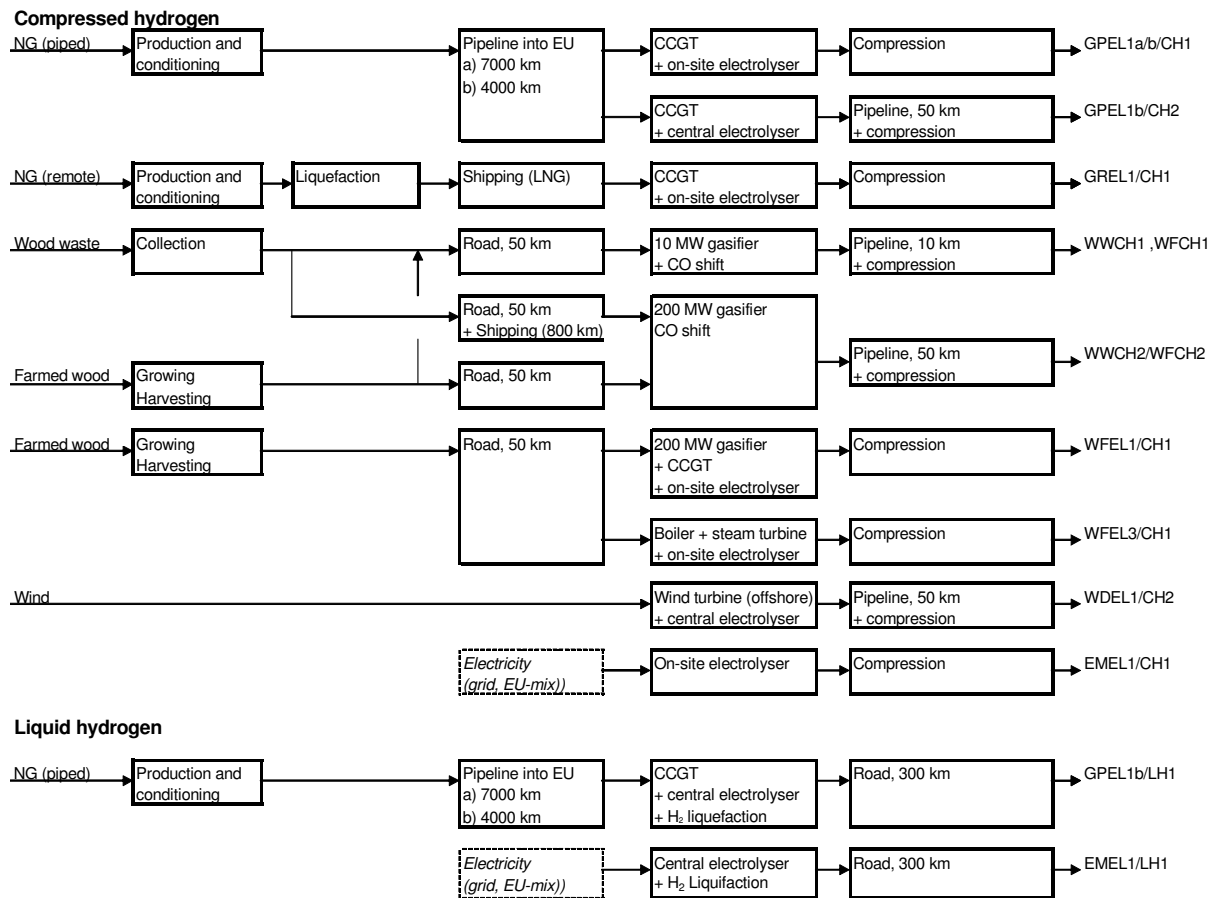 Compressed hydrogen
NG (piped)
Production and
conditioning
Pipeline into EU
a) 7000 km
b) 4000 km
CCGT
+ on-site electrolyser
Compression
GPEL1a/b/CH1
CCGT
+ central electrolyser
Pipeline, 50 km
+ compression
GPEL1b/CH2
NG (remote)
Production and
conditioning
Liquefaction
Shipping (LNG)
CCGT
+ on-site electrolyser
Compression
GREL1/CH1
Wood waste
Collection
Road, 50 km
10 MW gasifier
+ CO shift
Pipeline, 10 km
+ compression
WWCH1 ,WFCH1
Road, 50 km
+ Shipping (800 km)
200 MW gasifier
CO shift
Pipeline, 50 km
+ compression
WWCH2/WFCH2
Farmed wood
Growing
Harvesting
Road, 50 km
Farmed wood
Growing
Harvesting
Road, 50 km
200 MW gasifier
+ CCGT
+ on-site electrolyser
Compression
WFEL1/CH1
Boiler + steam turbine
+ on-site electrolyser
Compression
WFEL3/CH1
Wind
Wind turbine (offshore)
+ central electrolyser
Pipeline, 50 km
+ compression
WDEL1/CH2
Electricity
(grid, EU-mix))
On-site electrolyser
Compression
EMEL1/CH1
Liquid hydrogen
NG (piped)
Production and
conditioning
Pipeline into EU
a) 7000 km
b) 4000 km
CCGT
+ central electrolyser
+ H₂ liquefaction
Road, 300 km
GPEL1b/LH1
Electricity
(grid, EU-mix))
Central electrolyser
+ H₂ Liquifaction
Road, 300 km
EMEL1/LH1